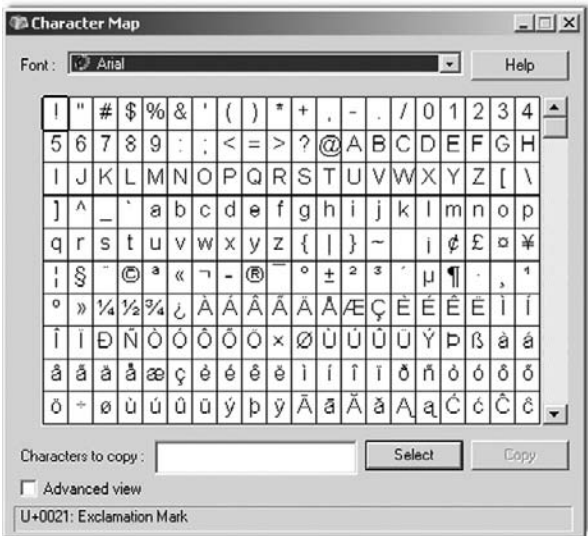 Character Map
Font : Arial Help
! " # $ % & ' ( ) * + , - . / 0 1 2 3 4
5 6 7 8 9 : ; < = > ? @ A B C D E F G H
I J K L M N O P Q R S T U V W X Y Z [ \
] ^ _ ` a b c d e f g h i j k l m n o p
q r s t u v w x y z { | } ~ ¡ ¢ £ ¤ ¥
¦ § ¨ © ª « ¬ - ® ¯ ° ± ² ³ ´ µ ¶ · ¸ ¹
º » ¼ ½ ¾ ¿ À Á Â Ã Ä Å Æ Ç È É Ê Ë Ì Í
Î Ï Ð Ñ Ò Ó Ô Õ Ö × Ø Ù Ú Û Ü Ý Þ ß à á
â ã ä å æ ç è é ê ë ì í î ï ð ñ ò ó ô õ
ö ÷ ø ù ú û ü ý þ ÿ Ā ā Ă ă Ą ą Ć ć Ĉ ĉ
Characters to copy : Select Copy
Advanced view
U+0021: Exclamation Mark